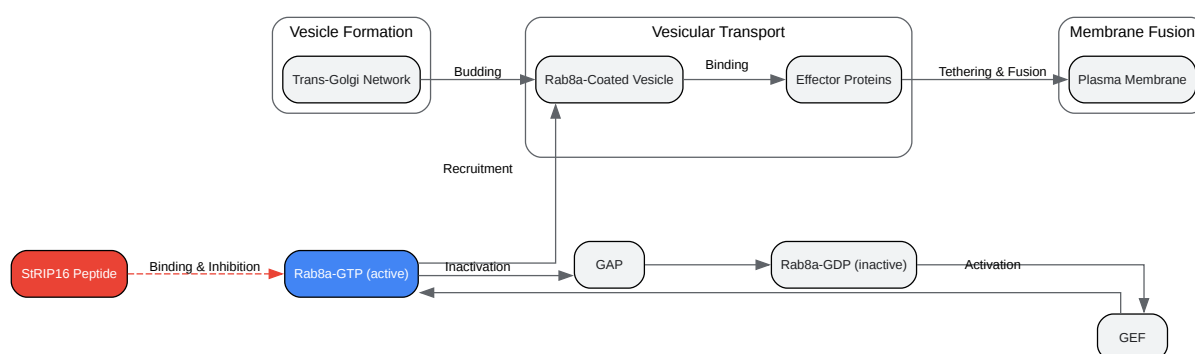 Vesicle Formation
Vesicular Transport
Membrane Fusion
Trans-Golgi Network
Budding
Rab8a-Coated Vesicle
Binding
Effector Proteins
Tethering & Fusion
Plasma Membrane
Recruitment
StRIP16 Peptide
Binding & Inhibition
Rab8a-GTP (active)
Inactivation
GAP
Rab8a-GDP (inactive)
Activation
GEF